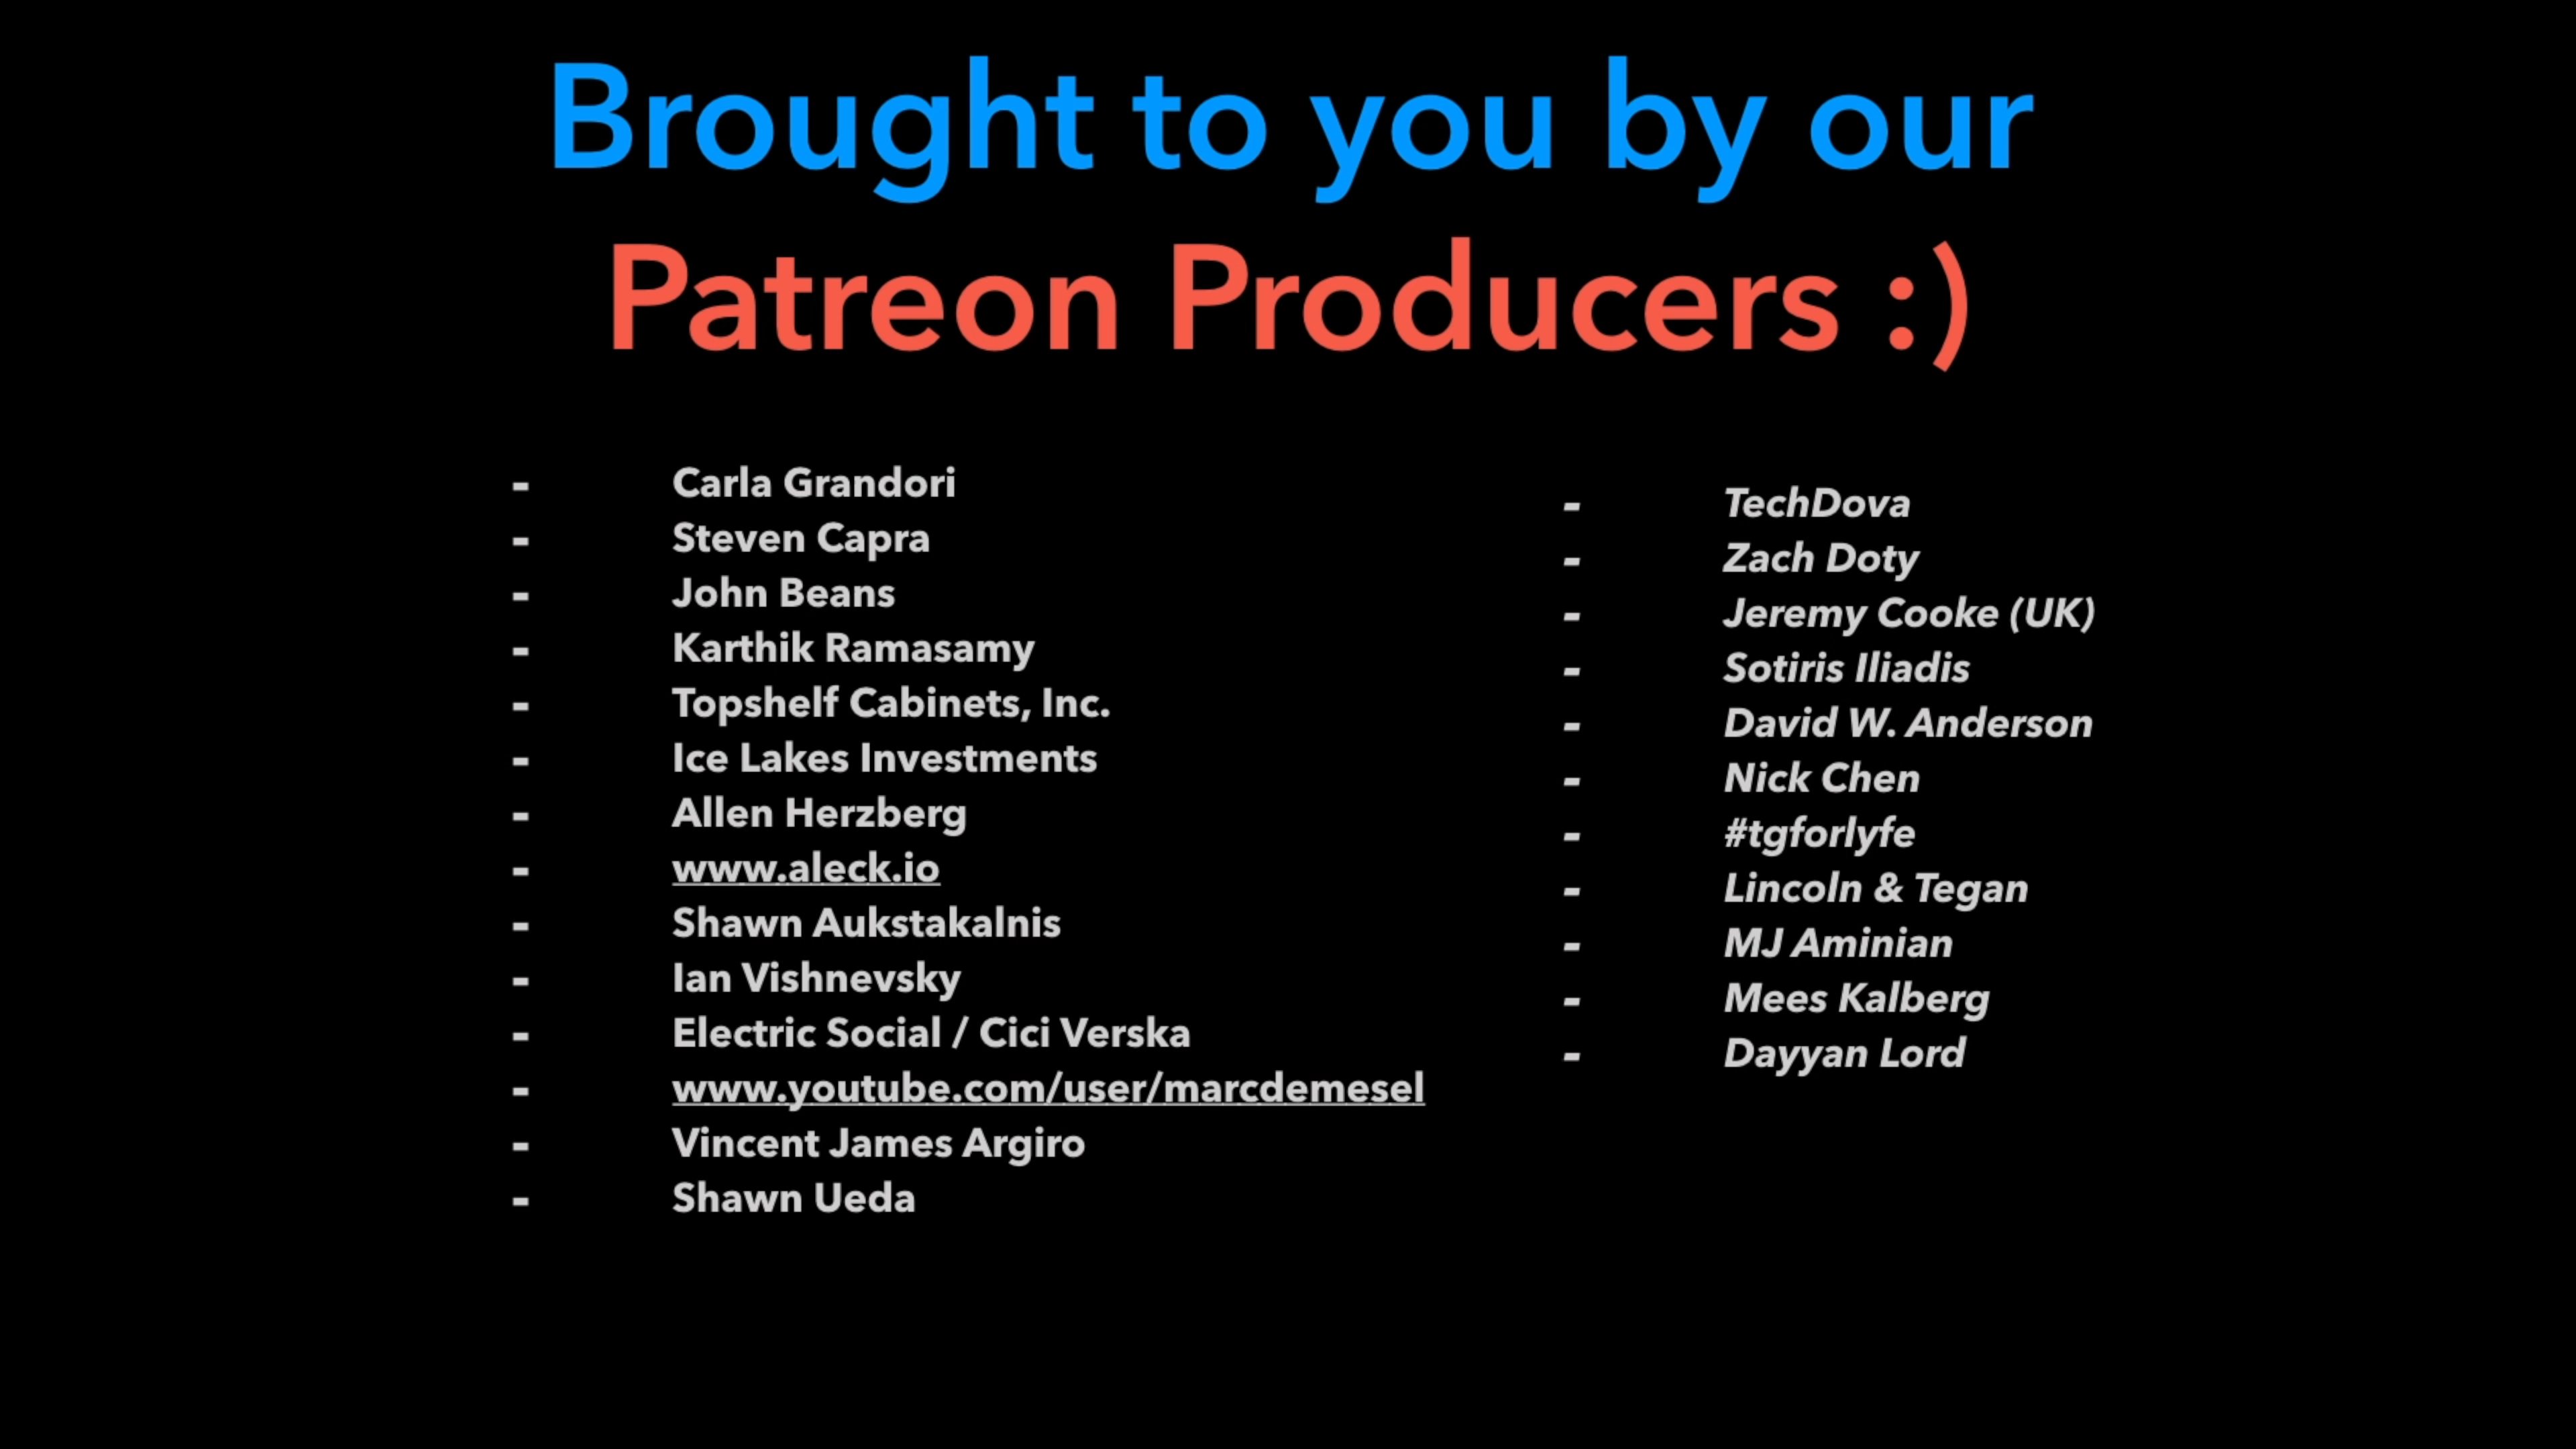 Brought to you by our
Patreon Producers :)
- Carla Grandori
- Steven Capra
- John Beans
- Karthik Ramasamy
- Topshelf Cabinets, Inc.
- Ice Lakes Investments
- Allen Herzberg
- www.aleck.io
- Shawn Aukstakalnis
- Ian Vishnevsky
- Electric Social / Cici Verska
- www.youtube.com/user/marcdemesel
- Vincent James Argiro
- Shawn Ueda
- TechDova
- Zach Doty
- Jeremy Cooke (UK)
- Sotiris Iliadis
- David W. Anderson
- Nick Chen
- #tgforlyfe
- Lincoln & Tegan
- MJ Aminian
- Mees Kalberg
- Dayyan Lord